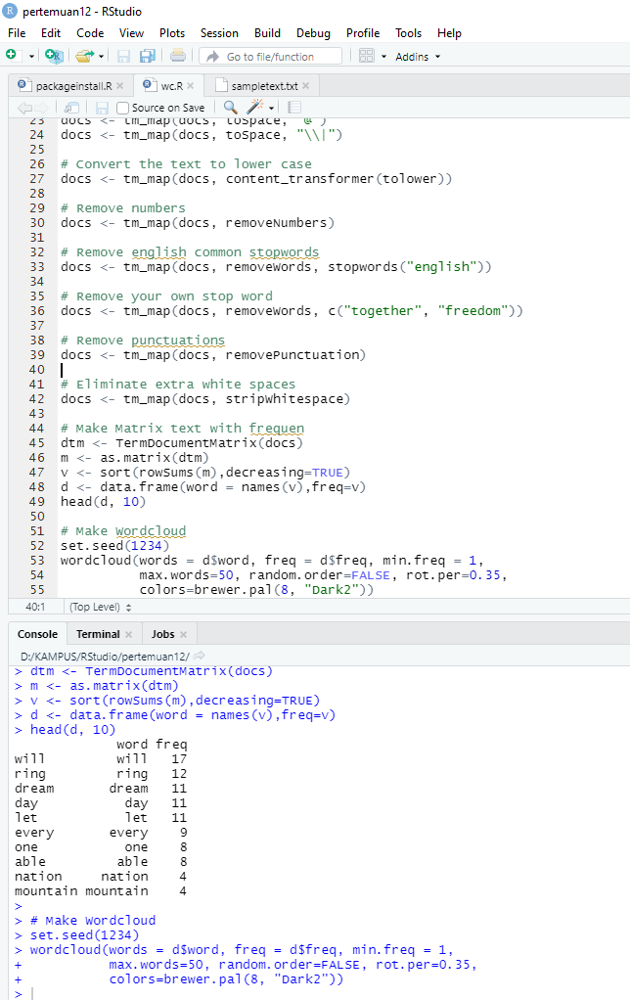 pertemuan12 - RStudio
File Edit Code View Plots Session Build Debug Profile Tools Help
Go to file/function Addins
packageinstall.R wc.R sampletext.txt
Source on Save
23 docs <- tm_map(docs, toSpace, "@")
24 docs <- tm_map(docs, toSpace, "\\|")
25
26 # Convert the text to lower case
27 docs <- tm_map(docs, content_transformer(tolower))
28
29 # Remove numbers
30 docs <- tm_map(docs, removeNumbers)
31
32 # Remove english common stopwords
33 docs <- tm_map(docs, removeWords, stopwords("english"))
34
35 # Remove your own stop word
36 docs <- tm_map(docs, removeWords, c("together", "freedom"))
37
38 # Remove punctuations
39 docs <- tm_map(docs, removePunctuation)
40
41 # Eliminate extra white spaces
42 docs <- tm_map(docs, stripWhitespace)
43
44 # Make Matrix text with frequen
45 dtm <- TermDocumentMatrix(docs)
46 m <- as.matrix(dtm)
47 v <- sort(rowSums(m),decreasing=TRUE)
48 d <- data.frame(word = names(v),freq=v)
49 head(d, 10)
50
51 # Make Wordcloud
52 set.seed(1234)
53 wordcloud(words = d$word, freq = d$freq, min.freq = 1,
54 max.words=50, random.order=FALSE, rot.per=0.35,
55 colors=brewer.pal(8, "Dark2"))
40:1 (Top Level)
Console Terminal Jobs
D:/KAMPUS/RStudio/pertemuan12/
> dtm <- TermDocumentMatrix(docs)
> m <- as.matrix(dtm)
> v <- sort(rowSums(m),decreasing=TRUE)
> d <- data.frame(word = names(v),freq=v)
> head(d, 10)
word freq
will will 17
ring ring 12
dream dream 11
day day 11
let let 11
every every 9
one one 8
able able 8
nation nation 4
mountain mountain 4
>
> # Make Wordcloud
> set.seed(1234)
> wordcloud(words = d$word, freq = d$freq, min.freq = 1,
+ max.words=50, random.order=FALSE, rot.per=0.35,
+ colors=brewer.pal(8, "Dark2"))
>